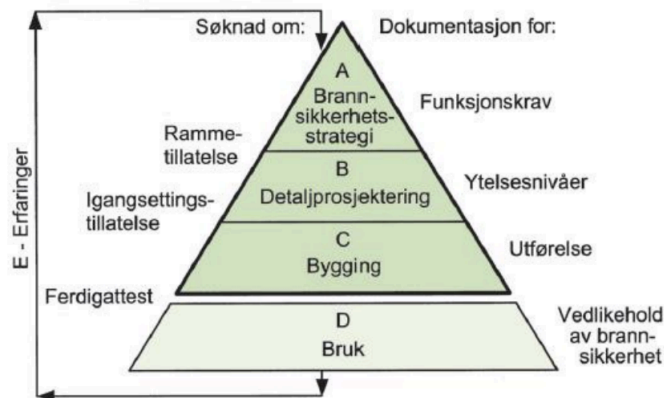 Søknad om:
Dokumentasjon for:
A
Brann-
sikkerhets-
strategi
Funksjonskrav
Ramme-
tillatelse
B
Detaljprosjektering
Ytelsesnivåer
Igangsettings-
tillatelse
C
Bygging
Utførelse
Ferdigattest
D
Bruk
Vedlikehold
av brann-
sikkerhet
E - Erfaringer